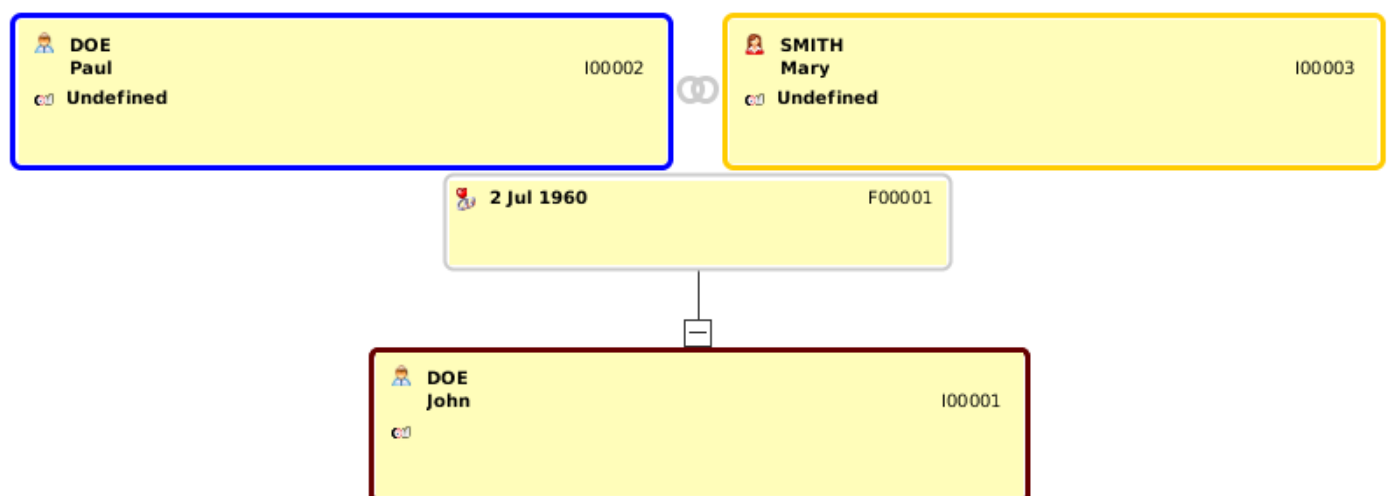 DOE
Paul
I00002
Undefined
SMITH
Mary
I00003
Undefined
2 Jul 1960 F00001
DOE
John
I00001